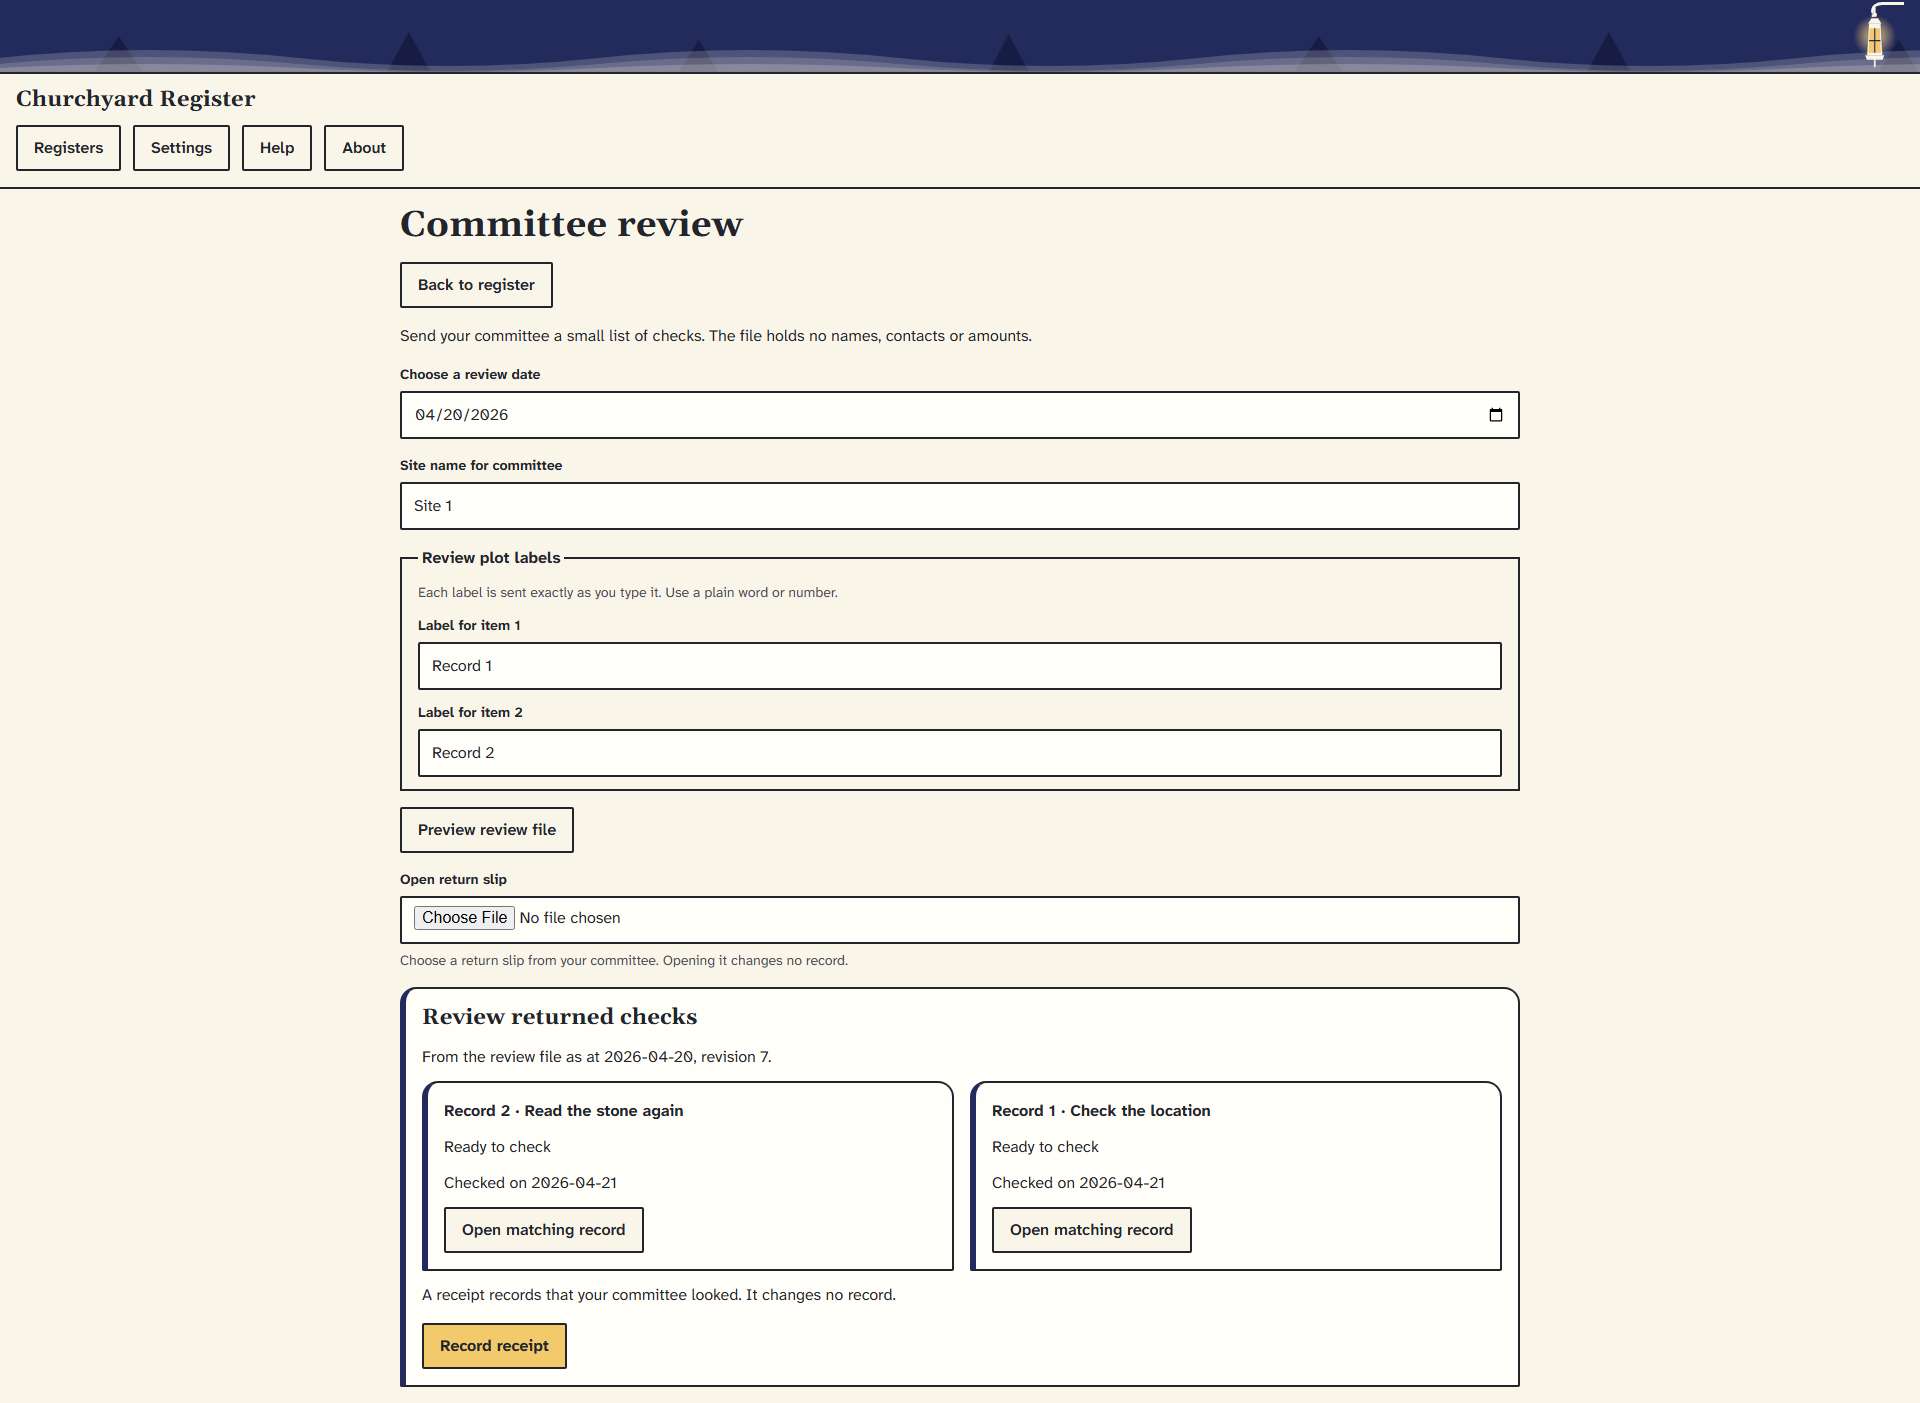 Churchyard Register
Registers
Settings
Help
About
Committee review
Back to register
Send your committee a small list of checks. The file holds no names, contacts or amounts.
Choose a review date
04/20/2026
Site name for committee
Site 1
Review plot labels
Each label is sent exactly as you type it. Use a plain word or number.
Label for item 1
Record 1
Label for item 2
Record 2
Preview review file
Open return slip
Choose File No file chosen
Choose a return slip from your committee. Opening it changes no record.
Review returned checks
From the review file as at 2026-04-20, revision 7.
Record 2 · Read the stone again
Ready to check
Checked on 2026-04-21
Open matching record
Record 1 · Check the location
Ready to check
Checked on 2026-04-21
Open matching record
A receipt records that your committee looked. It changes no record.
Record receipt